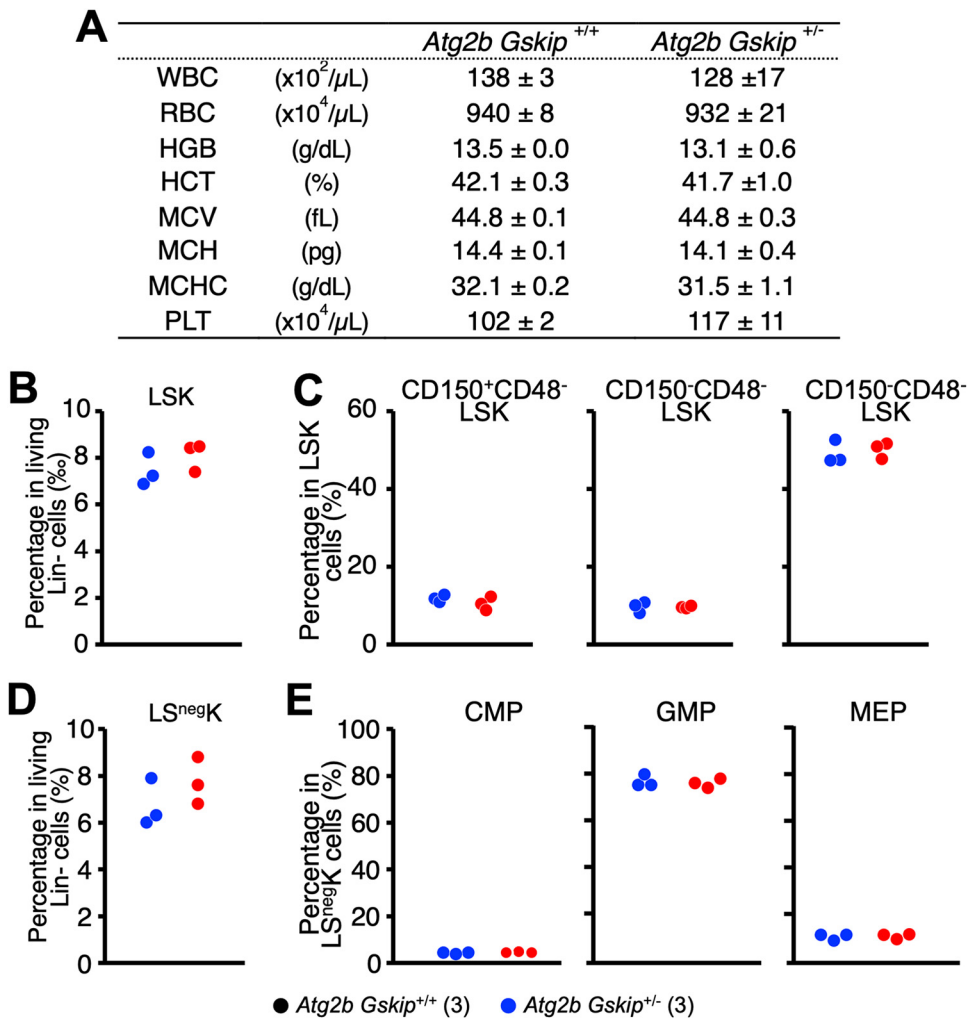 A
Atg2b Gskip +/+ Atg2b Gskip +/-
WBC (x10²/µL) 138 ± 3 128 ±17
RBC (x10⁴/µL) 940 ± 8 932 ± 21
HGB (g/dL) 13.5 ± 0.0 13.1 ± 0.6
HCT (%) 42.1 ± 0.3 41.7 ±1.0
MCV (fL) 44.8 ± 0.1 44.8 ± 0.3
MCH (pg) 14.4 ± 0.1 14.1 ± 0.4
MCHC (g/dL) 32.1 ± 0.2 31.5 ± 1.1
PLT (x10⁴/µL) 102 ± 2 117 ± 11
B
LSK
Percentage in living
Lin- cells (‰)
10
8
6
4
2
0
C
CD150⁺CD48-
LSK
CD150-CD48-
LSK
CD150-CD48-
LSK
Percentage in LSK
cells (%)
60
40
20
0
D
LSⁿᵉᵍK
Percentage in living
Lin- cells (%)
10
8
6
4
2
0
E
CMP
GMP
MEP
Percentage in
LSⁿᵉᵍK cells (%)
100
80
60
40
20
0
Atg2b Gskip+/+ (3) Atg2b Gskip+/- (3)